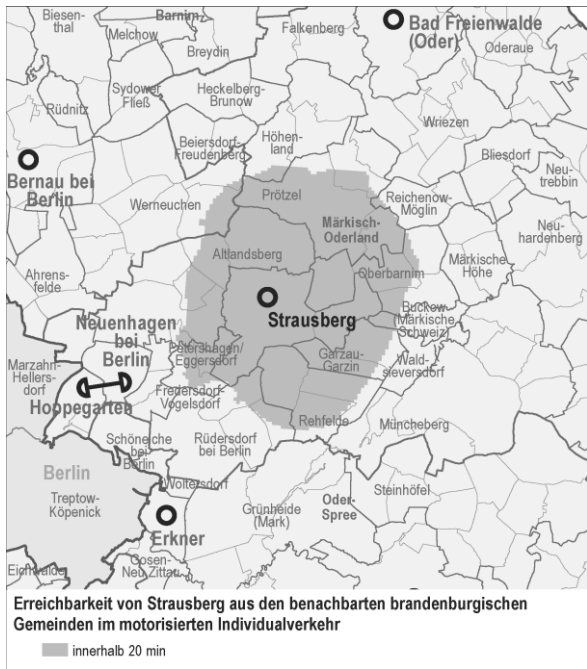 Biesen-
thal
Barnim
Melchow
Falkenberg
Bad Freienwalde
(Oder)
Oderaue
Breydin
Sydower
Fließ
Heckelberg-
Brunow
Rüdnitz
Wriezen
Beiersdorf-
Freudenberg
Höhen-
land
Bliesdorf
Neu-
trebbin
Bernau bei
Berlin
Werneuchen
Prötzel
Reichenow-
Möglin
Märkisch-
Oderland
Neu-
hardenberg
Altlandsberg
Ahrens-
felde
Oberbarnim
Märkische
Höhe
Strausberg
Buckow
(Märkische
Schweiz)
Neuenhagen
bei
Berlin
Petershagen/
Eggersdorf
Garzau-
Garzin
Wald-
sieversdorf
Marzahn-
Hellers-
dorf
Hoppegarten
Fredersdorf-
Vogelsdorf
Rehfelde
Müncheberg
Schöneiche
bei
Berlin
Rüdersdorf
bei Berlin
Berlin
Treptow-
Köpenick
Woltersdorf
Grünheide
(Mark)
Oder-
Spree
Steinhöfel
Erkner
Gosen-
Neu Zittau
Eichwalde
Erreichbarkeit von Strausberg aus den benachbarten brandenburgischen
Gemeinden im motorisierten Individualverkehr
innerhalb 20 min